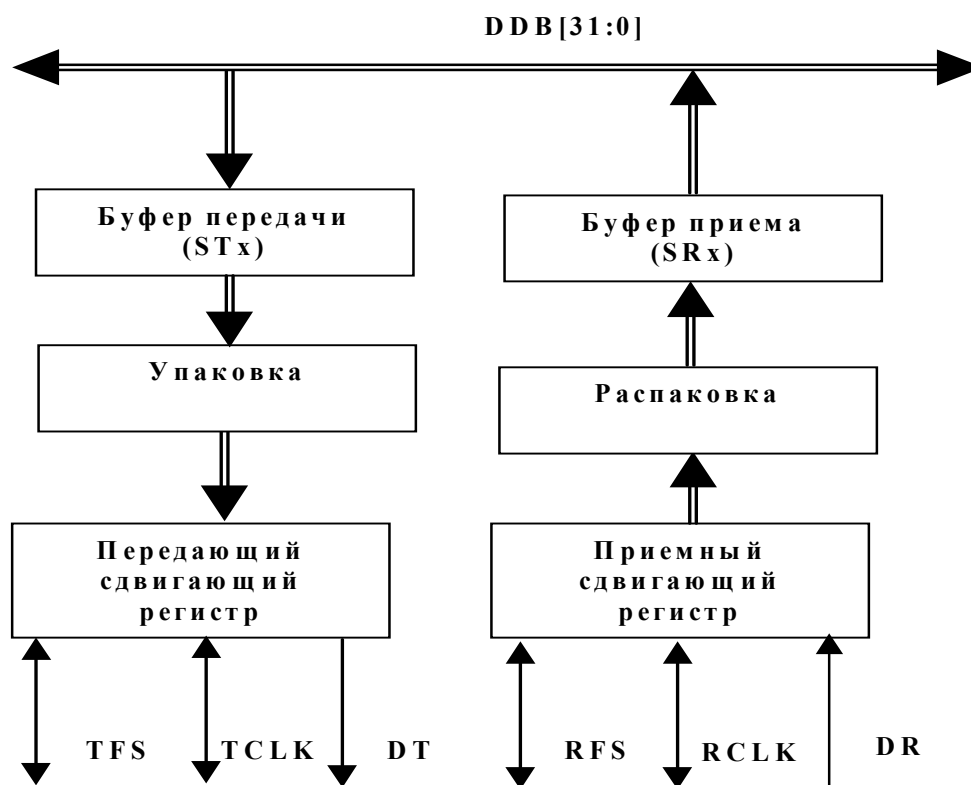 DDB[31:0]
Буфер передачи
(STx)
Буфер приема
(SRx)
Упаковка
Распаковка
Передающий
сдвигающий
регистр
Приемный
сдвигающий
регистр
TFS
TCLK
DT
RFS
RCLK
DR